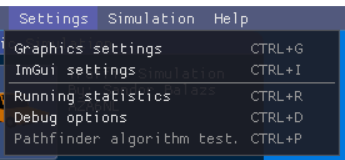 Settings Simulation Help
Graphics settings CTRL+G
ImGui settings CTRL+I
Running statistics CTRL+R
Debug options CTRL+D
Pathfinder algorithm test. CTRL+P